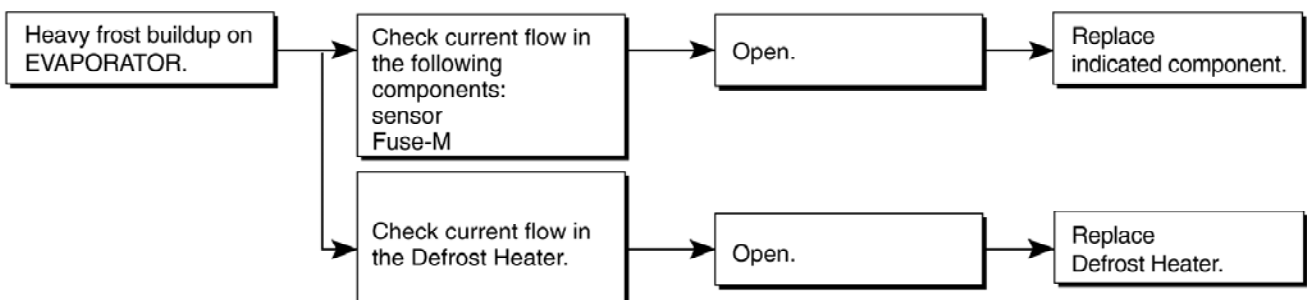 Heavy frost buildup on
EVAPORATOR.
Check current flow in
the following
components:
sensor
Fuse-M
Open.
Replace
indicated component.
Check current flow in
the Defrost Heater.
Open.
Replace
Defrost Heater.